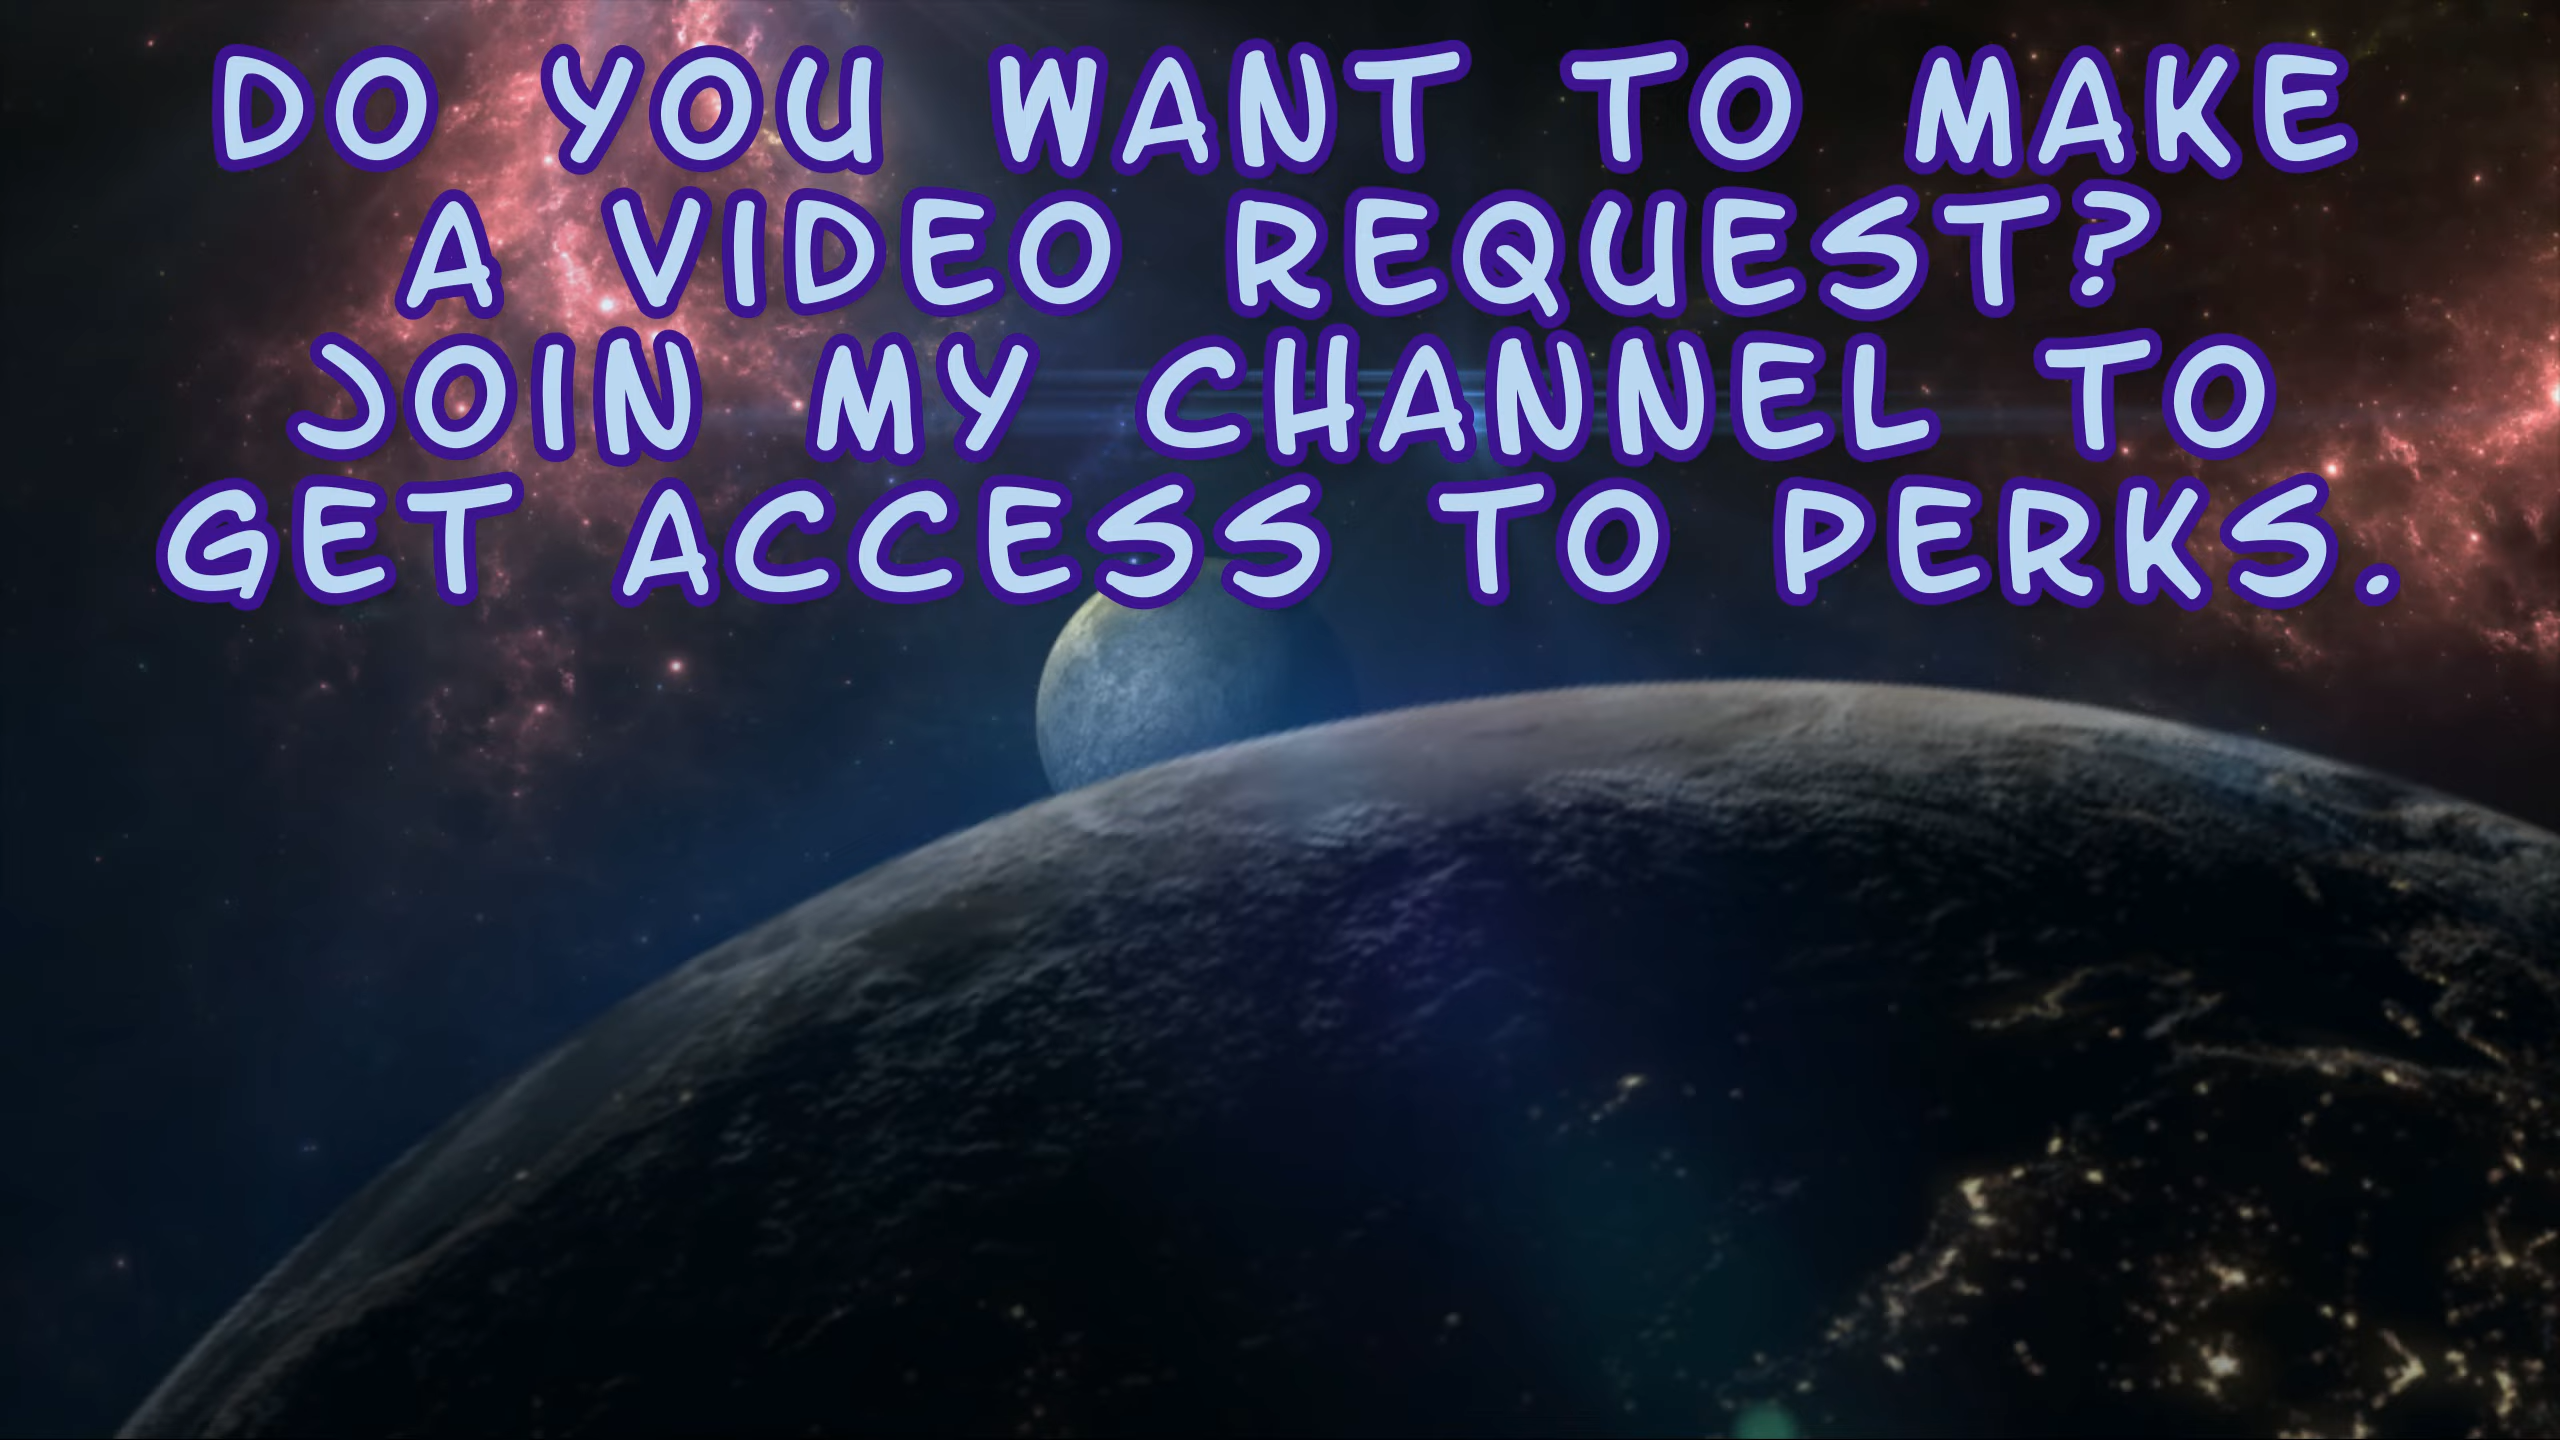 DO YOU WANT TO MAKE
A VIDEO REQUEST?
JOIN MY CHANNEL TO
GET ACCESS TO PERKS.